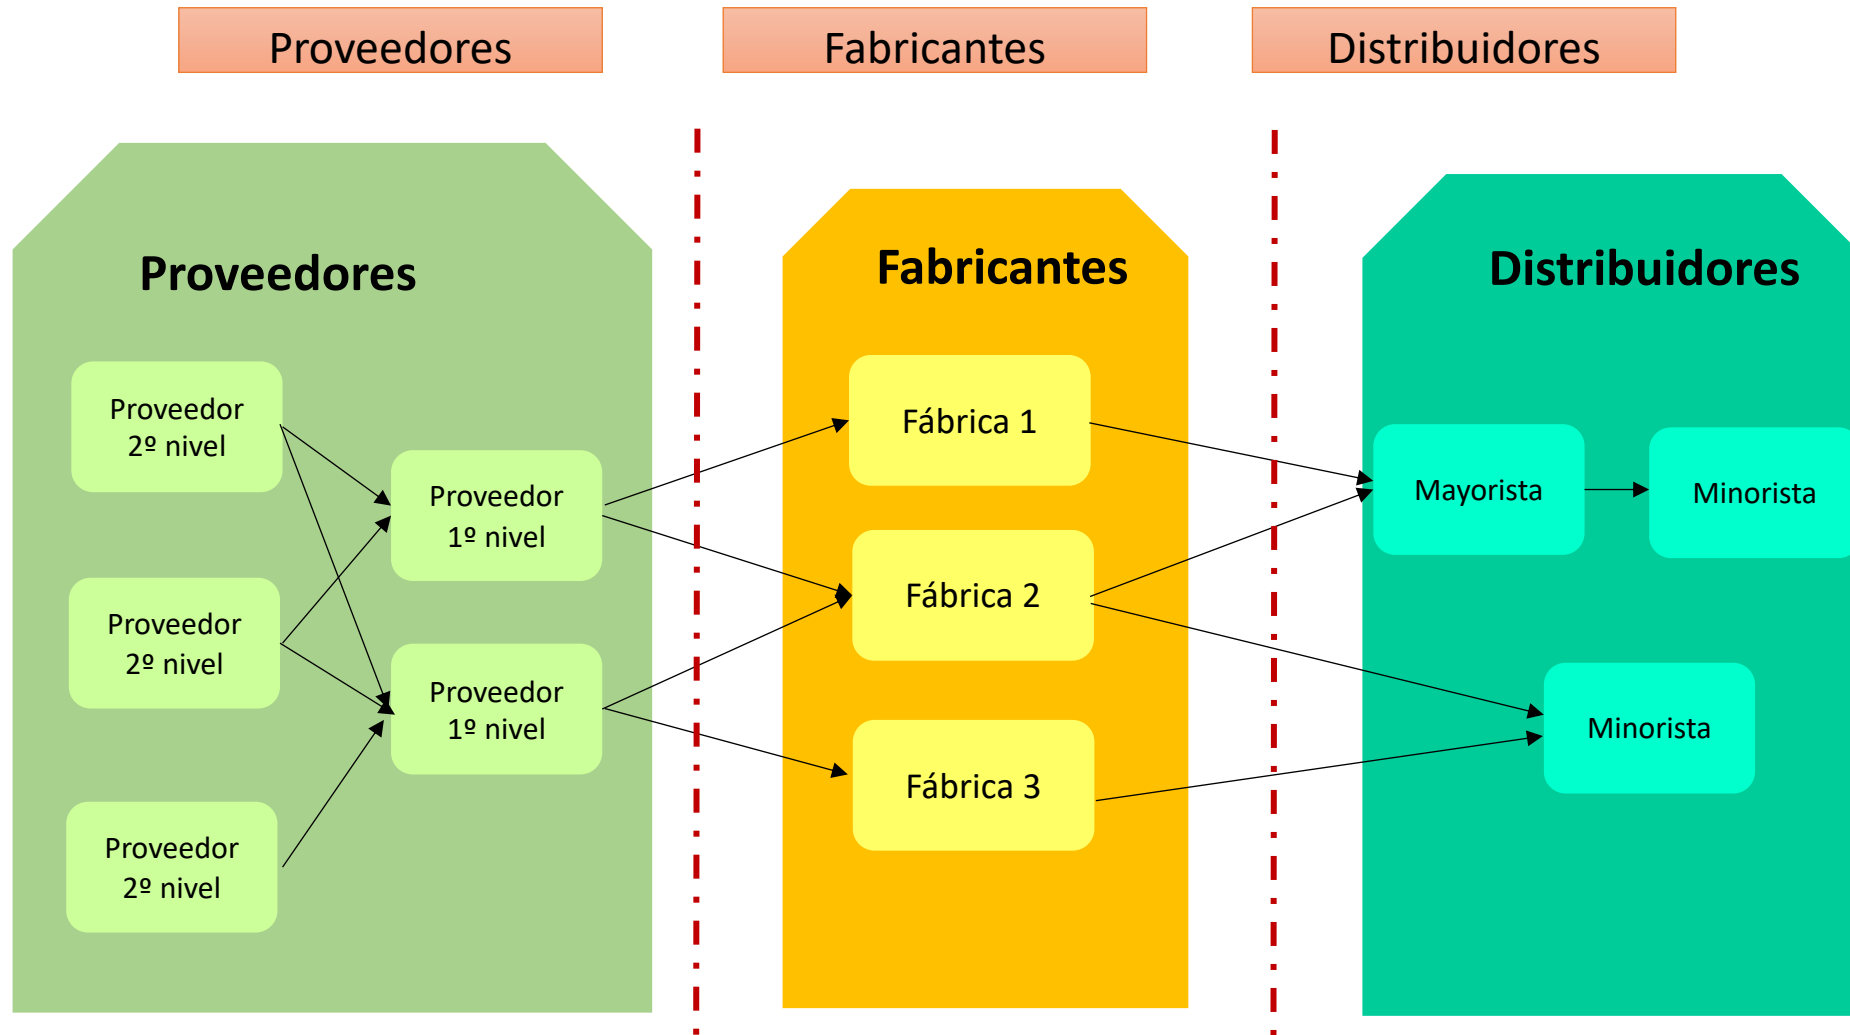 Proveedores
Fabricantes
Distribuidores
Proveedores
Fabricantes
Distribuidores
Proveedor
2º nivel
Proveedor
2º nivel
Proveedor
2º nivel
Proveedor
1º nivel
Proveedor
1º nivel
Fábrica 1
Fábrica 2
Fábrica 3
Mayorista
Minorista
Minorista